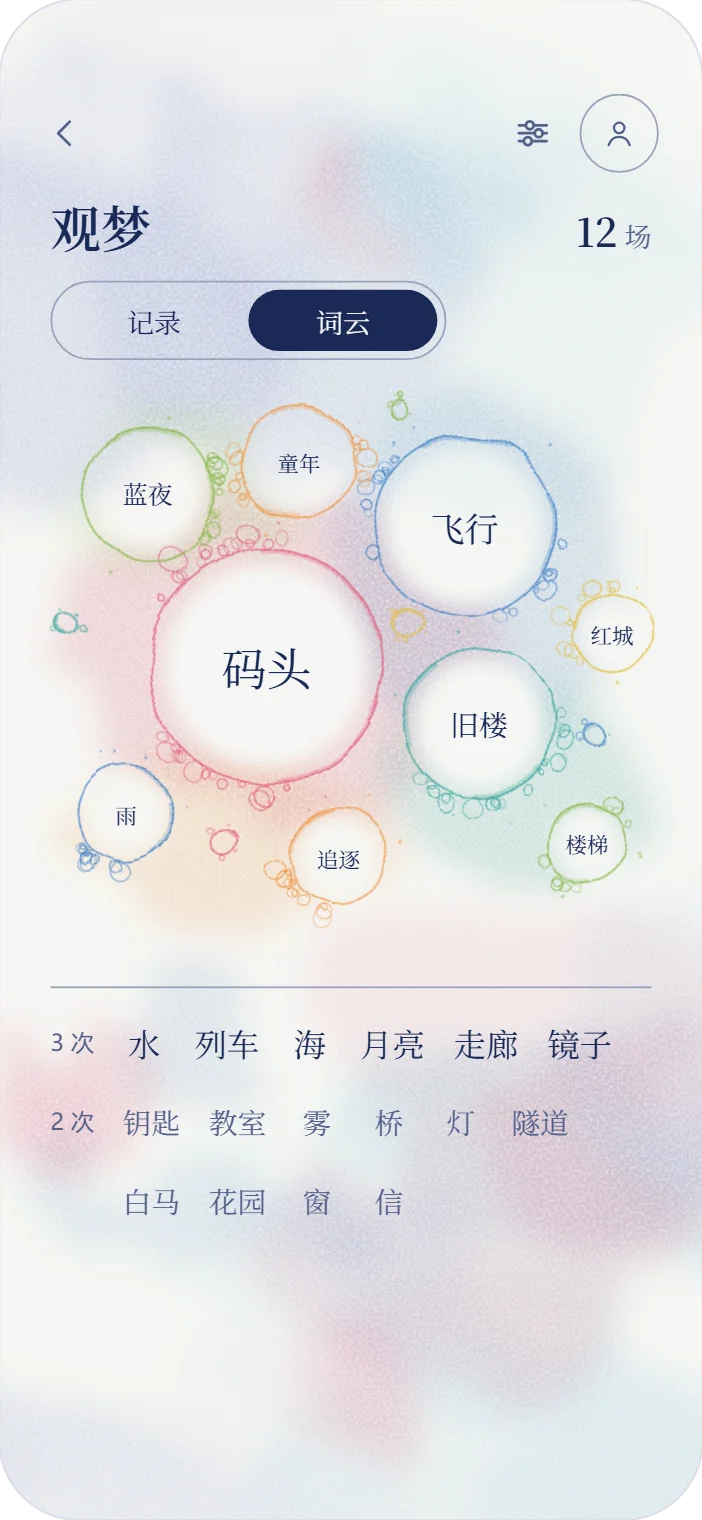 观梦
12 场
记录 词云
蓝夜
童年
飞行
码头
红城
旧楼
雨
追逐
楼梯
3 次 水 列车 海 月亮 走廊 镜子
2 次 钥匙 教室 雾 桥 灯 隧道
白马 花园 窗 信